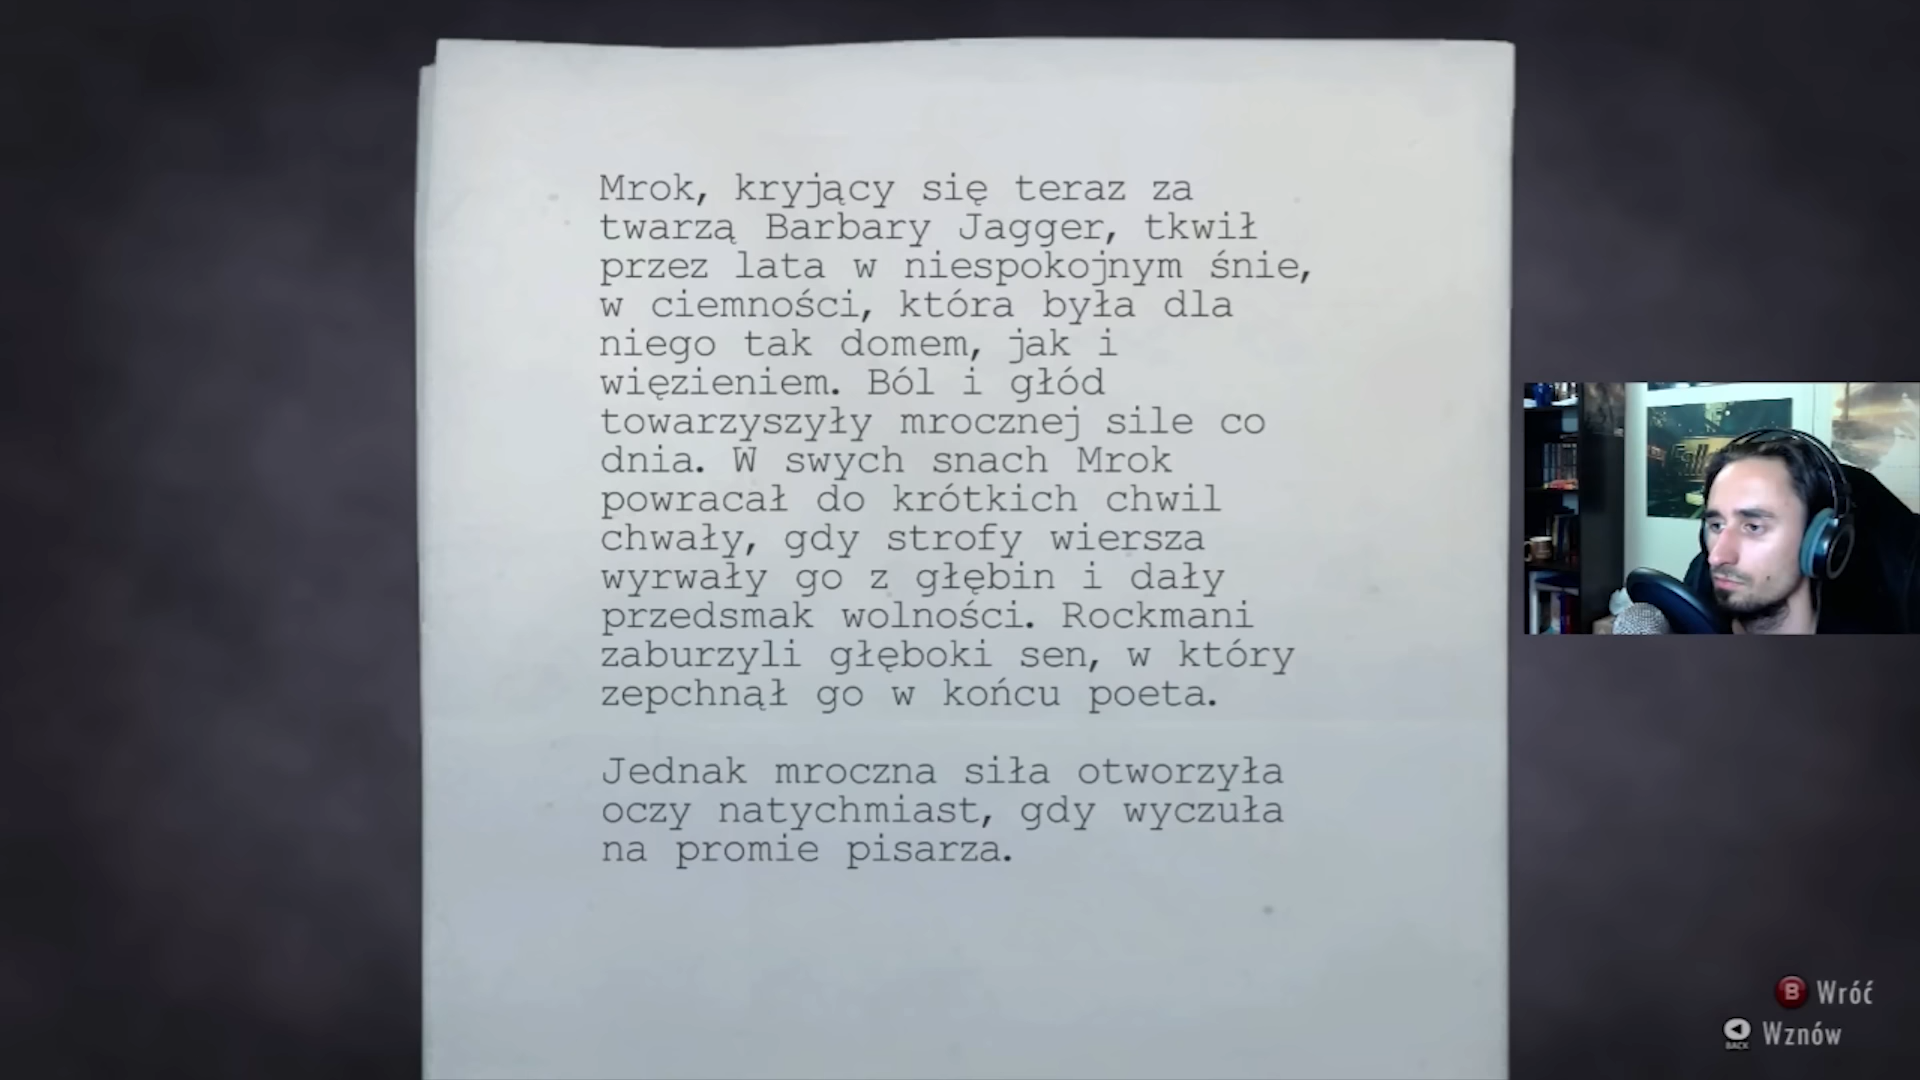 Mrok, kryjący się teraz za
twarzą Barbary Jagger, tkwił
przez lata w niespokojnym śnie,
w ciemności, która była dla
niego tak domem, jak i
więzieniem. Ból i głód
towarzyszyły mrocznej sile co
dnia. W swych snach Mrok
powracał do krótkich chwil
chwały, gdy strofy wiersza
wyrwały go z głębin i dały
przedsmak wolności. Rockmani
zaburzyli głęboki sen, w który
zepchnął go w końcu poeta.
Jednak mroczna siła otworzyła
oczy natychmiast, gdy wyczuła
na promie pisarza.
B Wróć
BACK Wznów